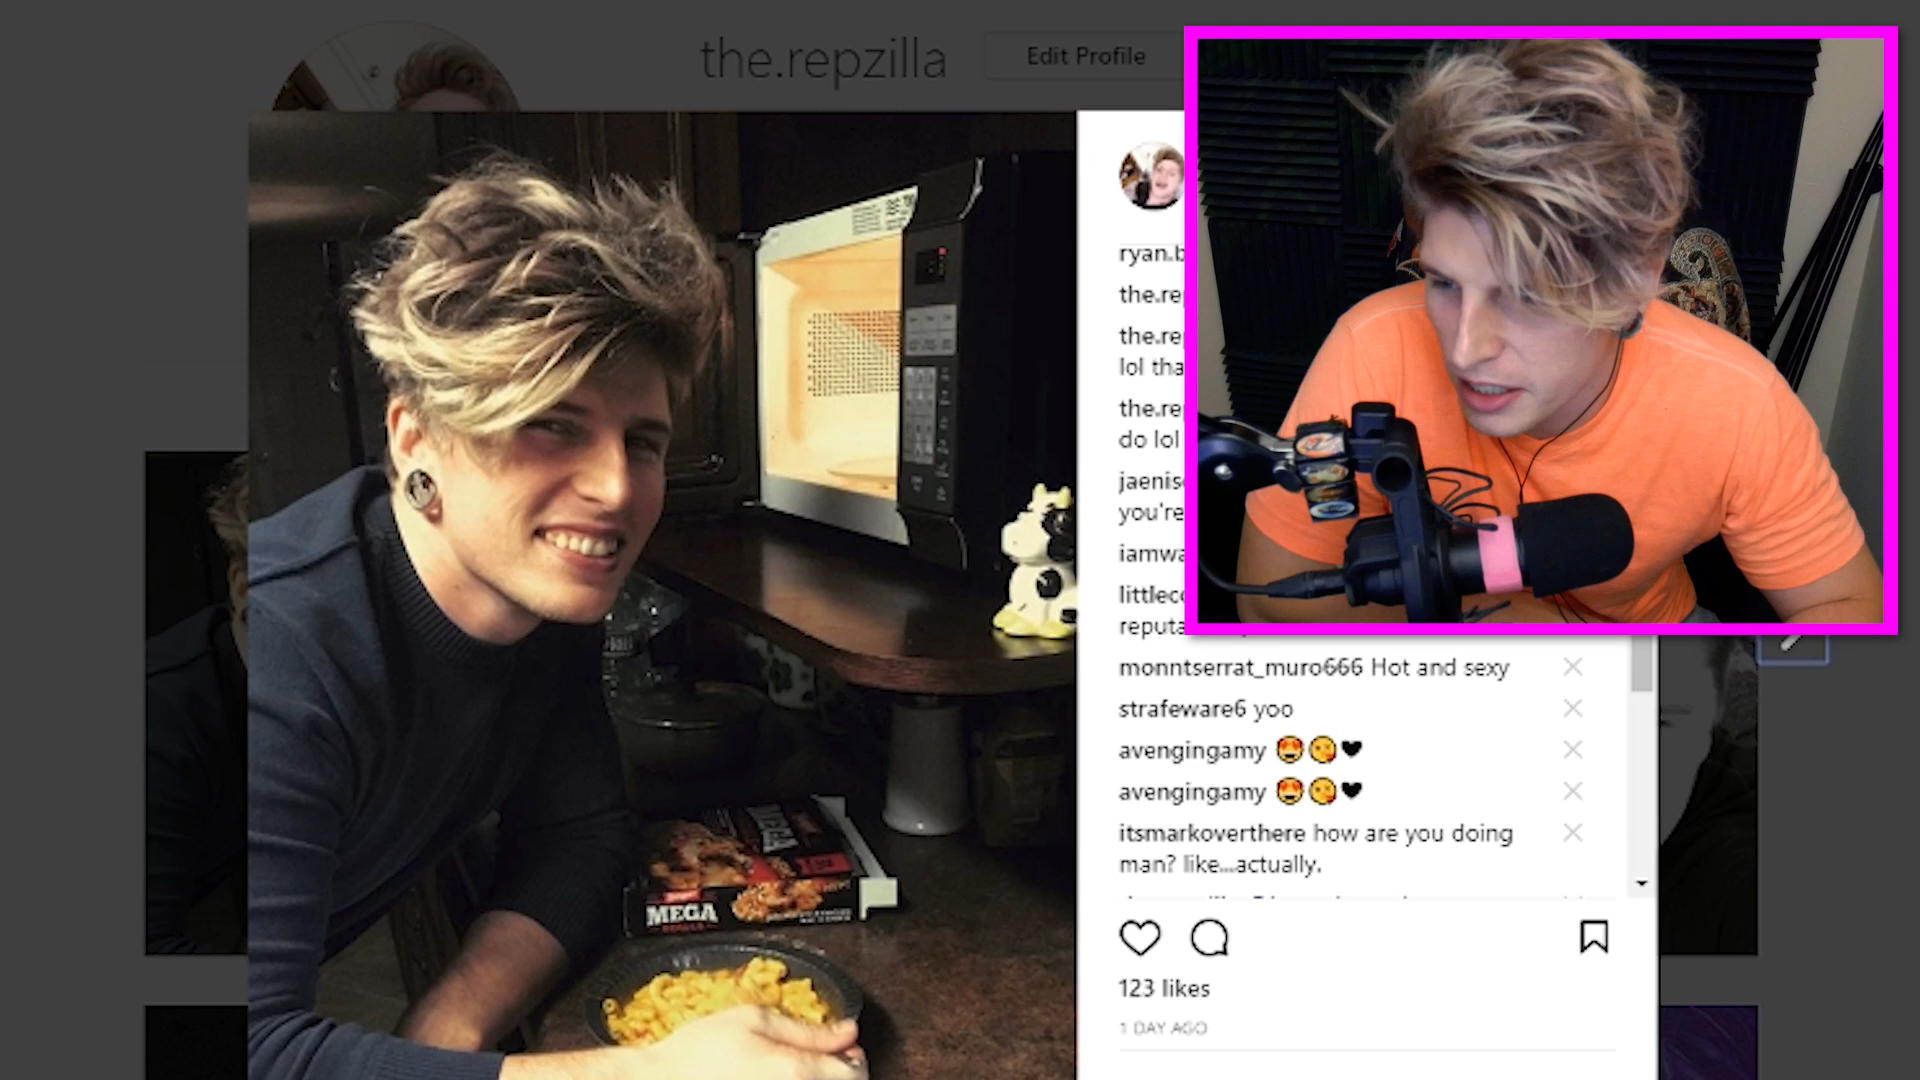 the.repzilla
Edit Profile
ryan.b
the.re
the.re
lol tha
the.re
do lol
jaenis
you're
iamwa
littlec
reputa
monntserrat_muro666 Hot and sexy
strafeware6 yoo
avengingamy 😍😘🖤
avengingamy 😍😘🖤
itsmarkoverthere how are you doing
man? like...actually.
MEGA
123 likes
1 DAY AGO